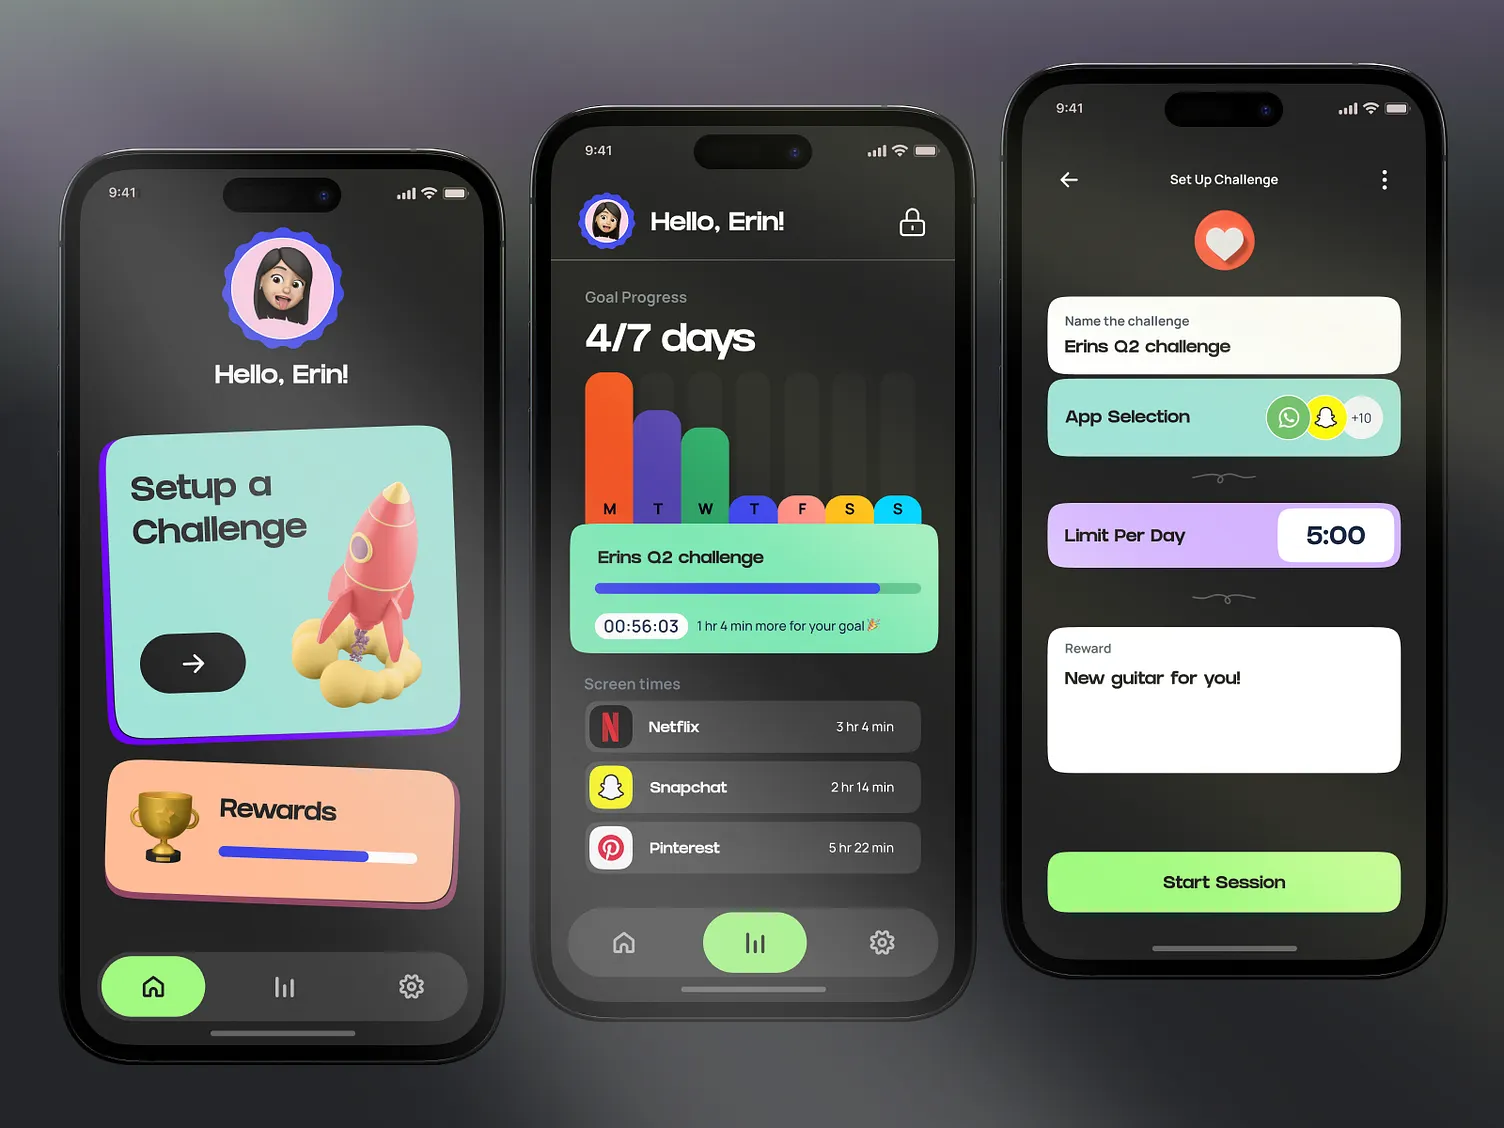 9:41
Hello, Erin!
Setup a
Challenge
Rewards
9:41
Hello, Erin!
Goal Progress
4/7 days
M T W T F S S
Erins Q2 challenge
00:56:03 1 hr 4 min more for your goal 🎉
Screen times
Netflix 3 hr 4 min
Snapchat 2 hr 14 min
Pinterest 5 hr 22 min
9:41
Set Up Challenge
Name the challenge
Erins Q2 challenge
App Selection +10
Limit Per Day 5:00
Reward
New guitar for you!
Start Session